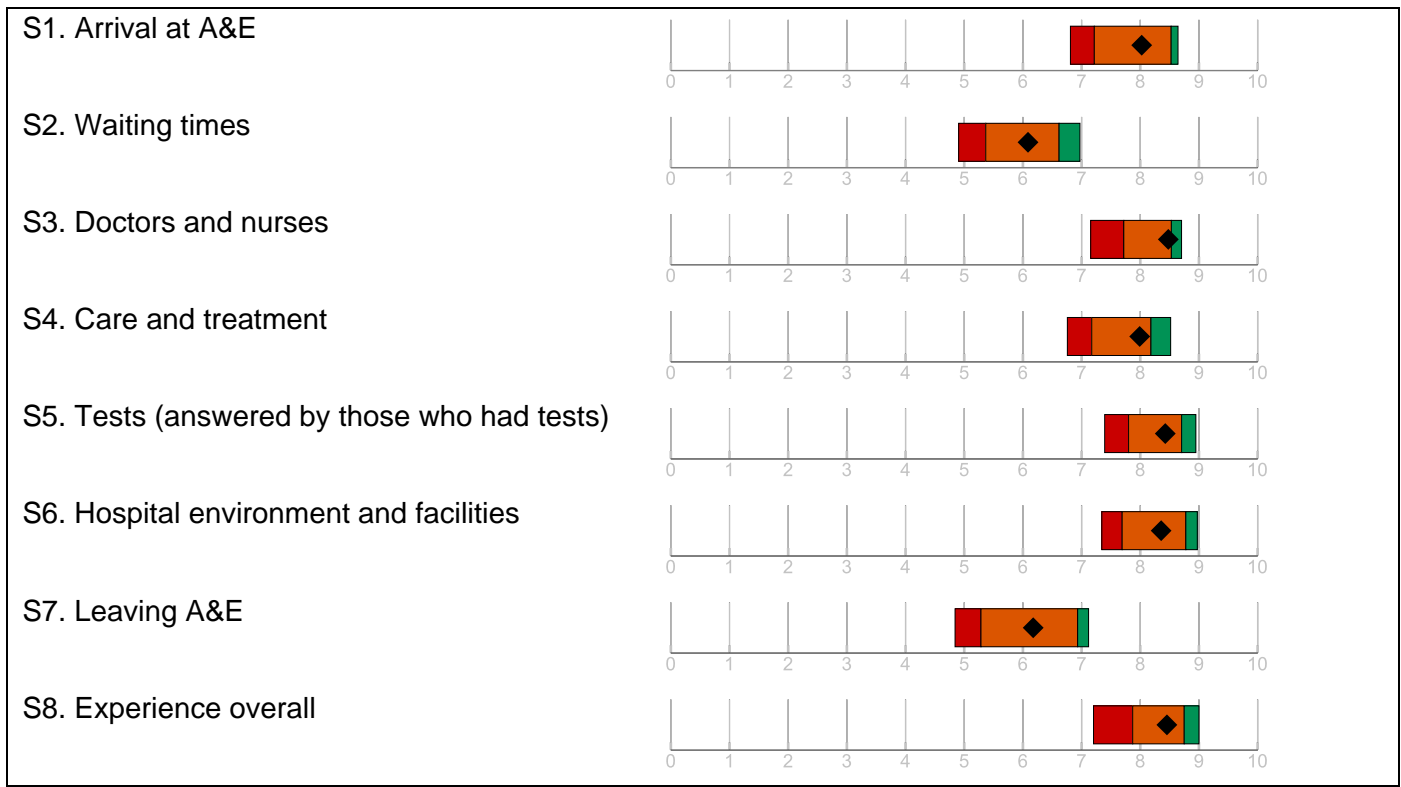 S1. Arrival at A&E
0 1 2 3 4 5 6 7 8 9 10
S2. Waiting times
0 1 2 3 4 5 6 7 8 9 10
S3. Doctors and nurses
0 1 2 3 4 5 6 7 8 9 10
S4. Care and treatment
0 1 2 3 4 5 6 7 8 9 10
S5. Tests (answered by those who had tests)
0 1 2 3 4 5 6 7 8 9 10
S6. Hospital environment and facilities
0 1 2 3 4 5 6 7 8 9 10
S7. Leaving A&E
0 1 2 3 4 5 6 7 8 9 10
S8. Experience overall
0 1 2 3 4 5 6 7 8 9 10